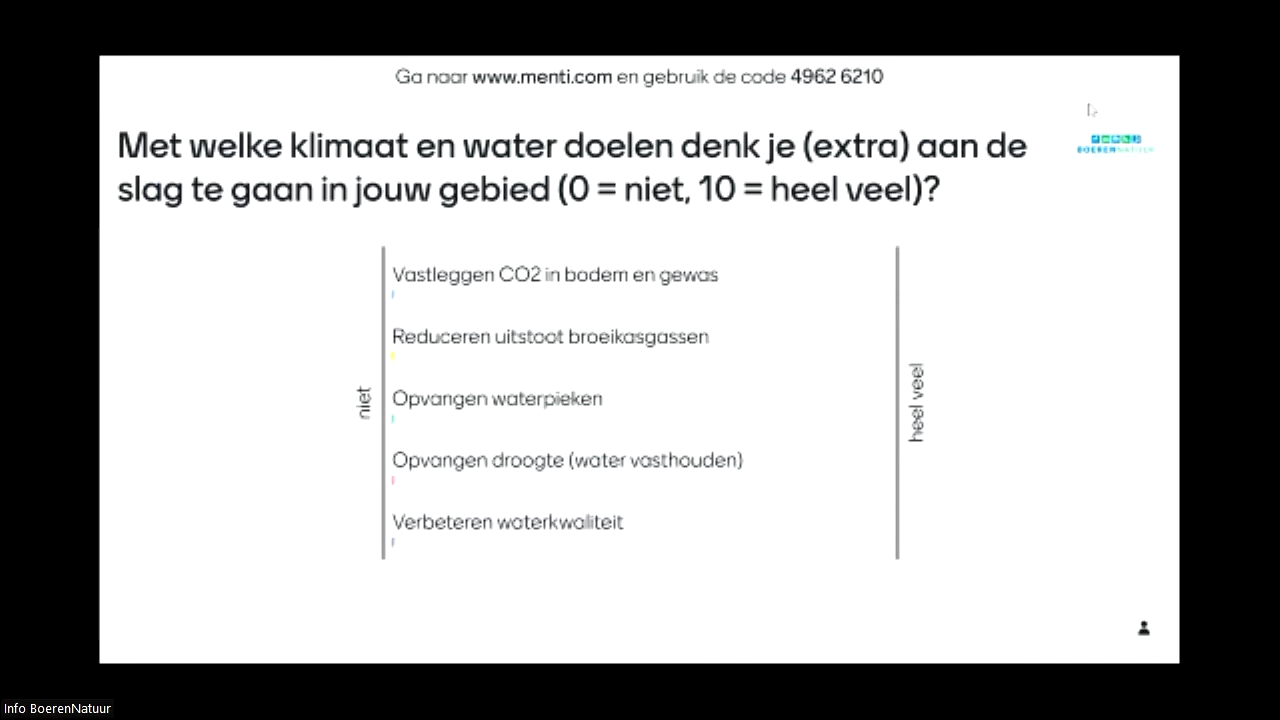 Ga naar www.menti.com en gebruik de code 4962 6210
Met welke klimaat en water doelen denk je (extra) aan de
slag te gaan in jouw gebied (0 = niet, 10 = heel veel)?
BOERENNATUUR
Vastleggen CO2 in bodem en gewas
Reduceren uitstoot broeikasgassen
Opvangen waterpieken
Opvangen droogte (water vasthouden)
Verbeteren waterkwaliteit
niet
heel veel
Info BoerenNatuur